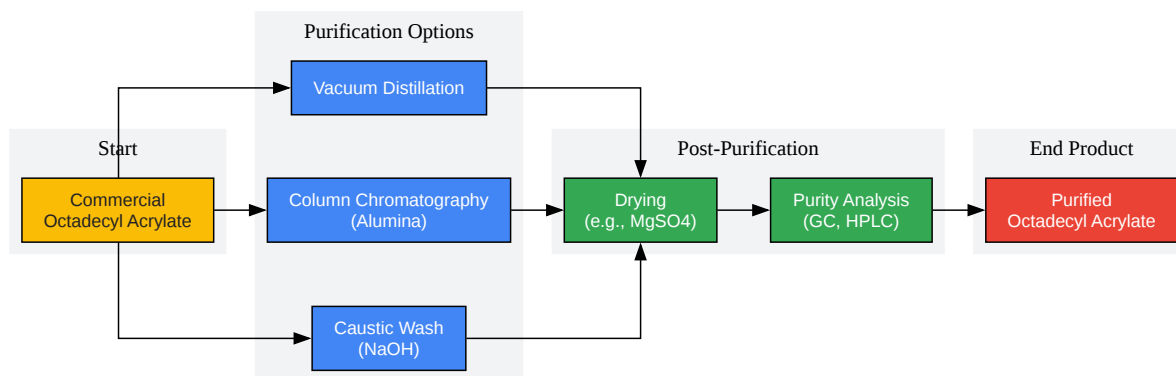 Purification Options
Vacuum Distillation
Start
Commercial
Octadecyl Acrylate
Column Chromatography
(Alumina)
Caustic Wash
(NaOH)
Post-Purification
Drying
(e.g., MgSO4)
Purity Analysis
(GC, HPLC)
End Product
Purified
Octadecyl Acrylate